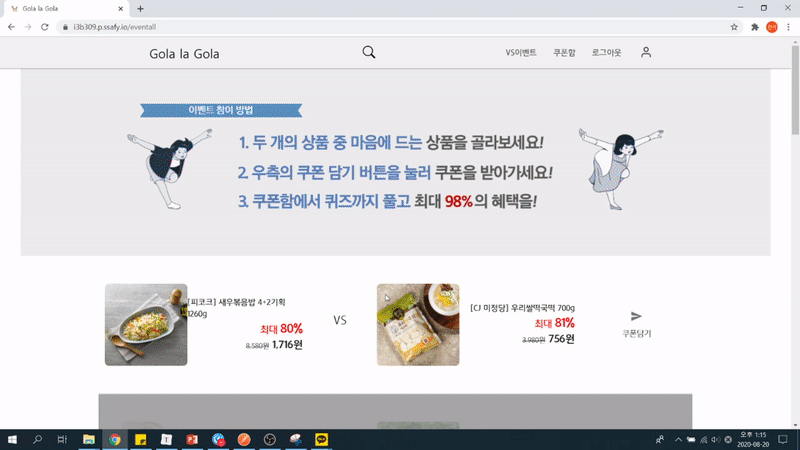 Gola la Gola
i3b309.p.ssafy.io/eventall
Gola la Gola
VS이벤트
쿠폰함
로그아웃
이벤트 참여 방법
1. 두 개의 상품 중 마음에 드는 상품을 골라보세요!
2. 우측의 쿠폰 담기 버튼을 눌러 쿠폰을 받아가세요!
3. 쿠폰함에서 퀴즈까지 풀고 최대 98%의 혜택을!
[피코크] 새우볶음밥 4+2기획
1260g
최대 80%
8,580원 1,716원
VS
[CJ 미정당] 우리쌀떡국떡 700g
최대 81%
3,980원 756원
쿠폰담기
오후 1:15
2020-08-20